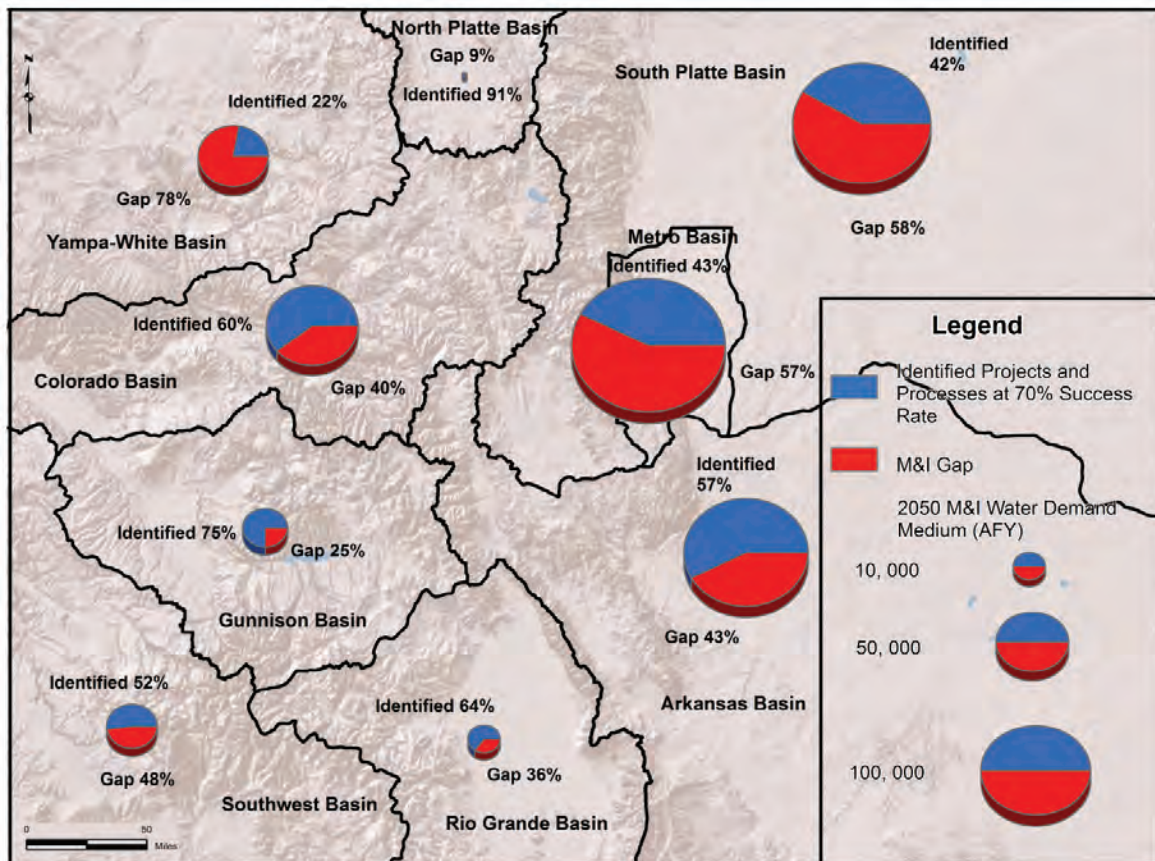 North Platte Basin
Gap 9%
Identified 91%
South Platte Basin
Identified
42%
Gap 58%
N
Identified 22%
Gap 78%
Yampa-White Basin
Metro Basin
Identified 43%
Gap 57%
Identified 60%
Gap 40%
Colorado Basin
Identified
57%
Gap 43%
Arkansas Basin
Identified 75%
Gap 25%
Gunnison Basin
Identified 52%
Gap 48%
Southwest Basin
Identified 64%
Gap 36%
Rio Grande Basin
0 50
Miles
Legend
Identified Projects and
Processes at 70% Success
Rate
M&I Gap
2050 M&I Water Demand
Medium (AFY)
10, 000
50, 000
100, 000